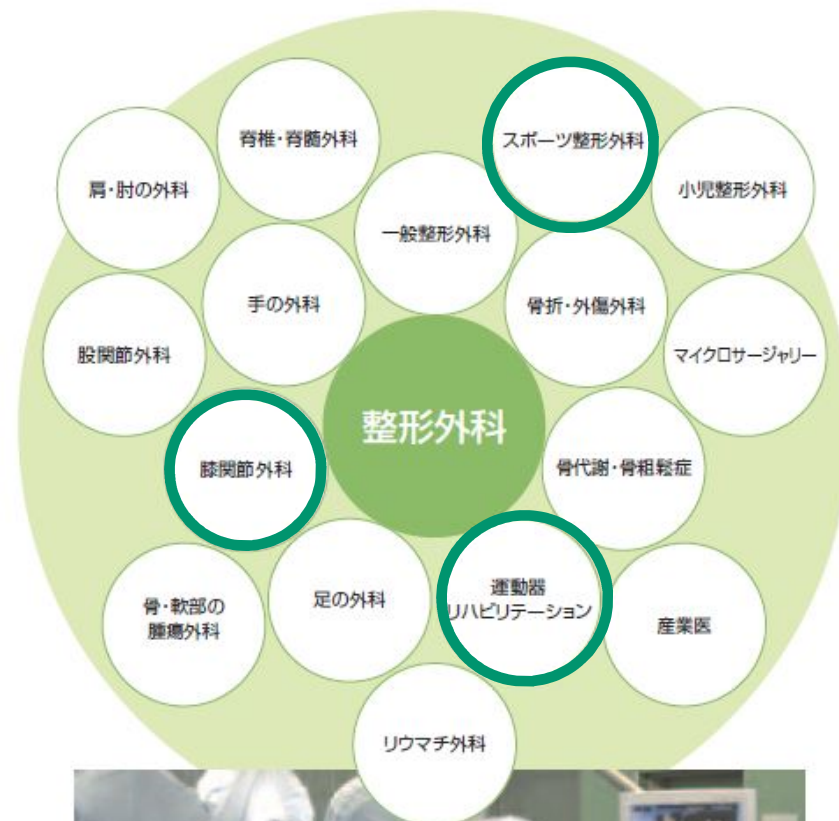 脊椎・脊髄外科
スポーツ整形外科
肩・肘の外科
小児整形外科
一般整形外科
手の外科
骨折・外傷外科
股関節外科
マイクロサージャリー
整形外科
膝関節外科
骨代謝・骨粗鬆症
骨・軟部の
腫瘍外科
足の外科
運動器
リハビリテーション
産業医
リウマチ外科